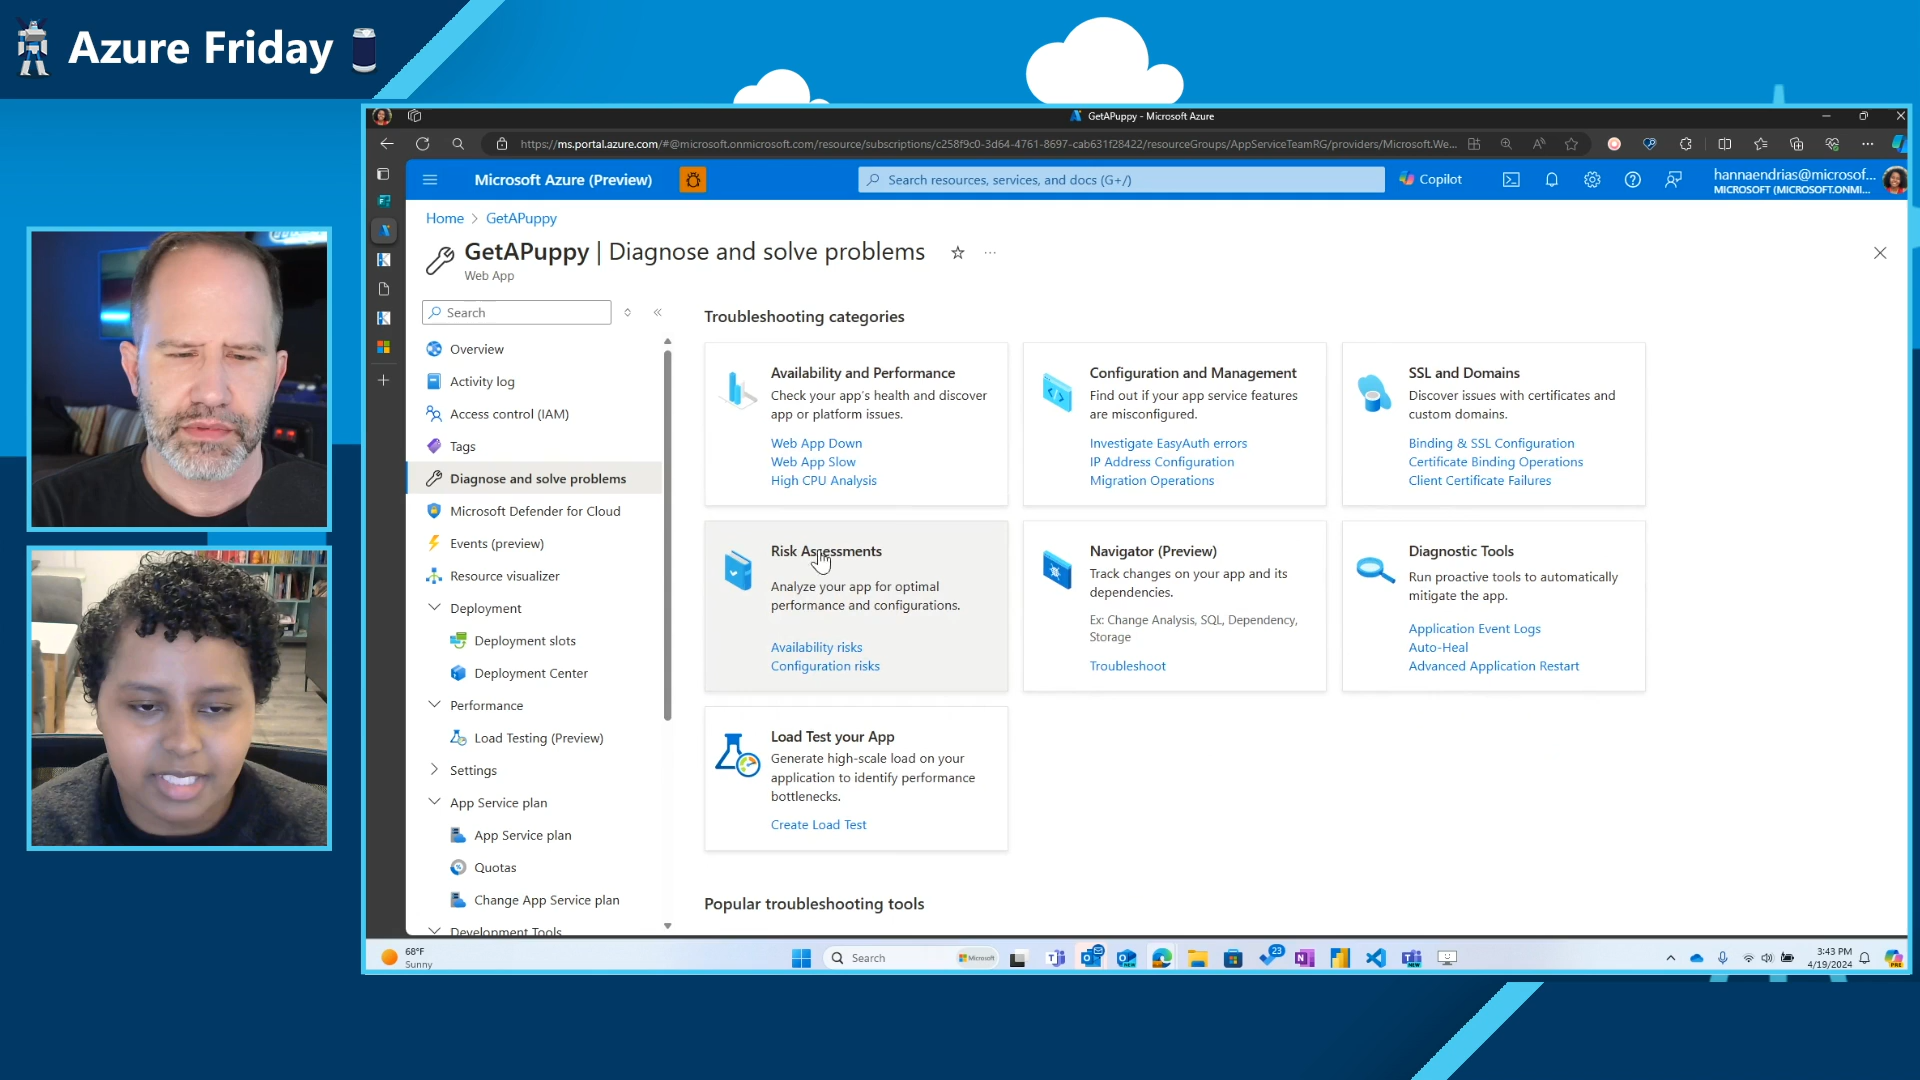 Azure Friday
GetAPuppy - Microsoft Azure
https://ms.portal.azure.com/#@microsoft.onmicrosoft.com/resource/subscriptions/c258f9c0-3d64-4761-8697-cab631f28422/resourceGroups/AppServiceTeamRG/providers/Microsoft.We...
Microsoft Azure (Preview)
Search resources, services, and docs (G+/)
Copilot
hannaendrias@microsof...
MICROSOFT (MICROSOFT.ONMI...
Home > GetAPuppy
GetAPuppy | Diagnose and solve problems
Web App
Search
Overview
Activity log
Access control (IAM)
Tags
Diagnose and solve problems
Microsoft Defender for Cloud
Events (preview)
Resource visualizer
Deployment
Deployment slots
Deployment Center
Performance
Load Testing (Preview)
Settings
App Service plan
App Service plan
Quotas
Change App Service plan
Development Tools
Troubleshooting categories
Availability and Performance
Check your app's health and discover
app or platform issues.
Web App Down
Web App Slow
High CPU Analysis
Configuration and Management
Find out if your app service features
are misconfigured.
Investigate EasyAuth errors
IP Address Configuration
Migration Operations
SSL and Domains
Discover issues with certificates and
custom domains.
Binding & SSL Configuration
Certificate Binding Operations
Client Certificate Failures
Risk Assessments
Analyze your app for optimal
performance and configurations.
Availability risks
Configuration risks
Navigator (Preview)
Track changes on your app and its
dependencies.
Ex: Change Analysis, SQL, Dependency,
Storage
Troubleshoot
Diagnostic Tools
Run proactive tools to automatically
mitigate the app.
Application Event Logs
Auto-Heal
Advanced Application Restart
Load Test your App
Generate high-scale load on your
application to identify performance
bottlenecks.
Create Load Test
Popular troubleshooting tools
68°F
Sunny
Search
Microsoft
23
3:43 PM
4/19/2024